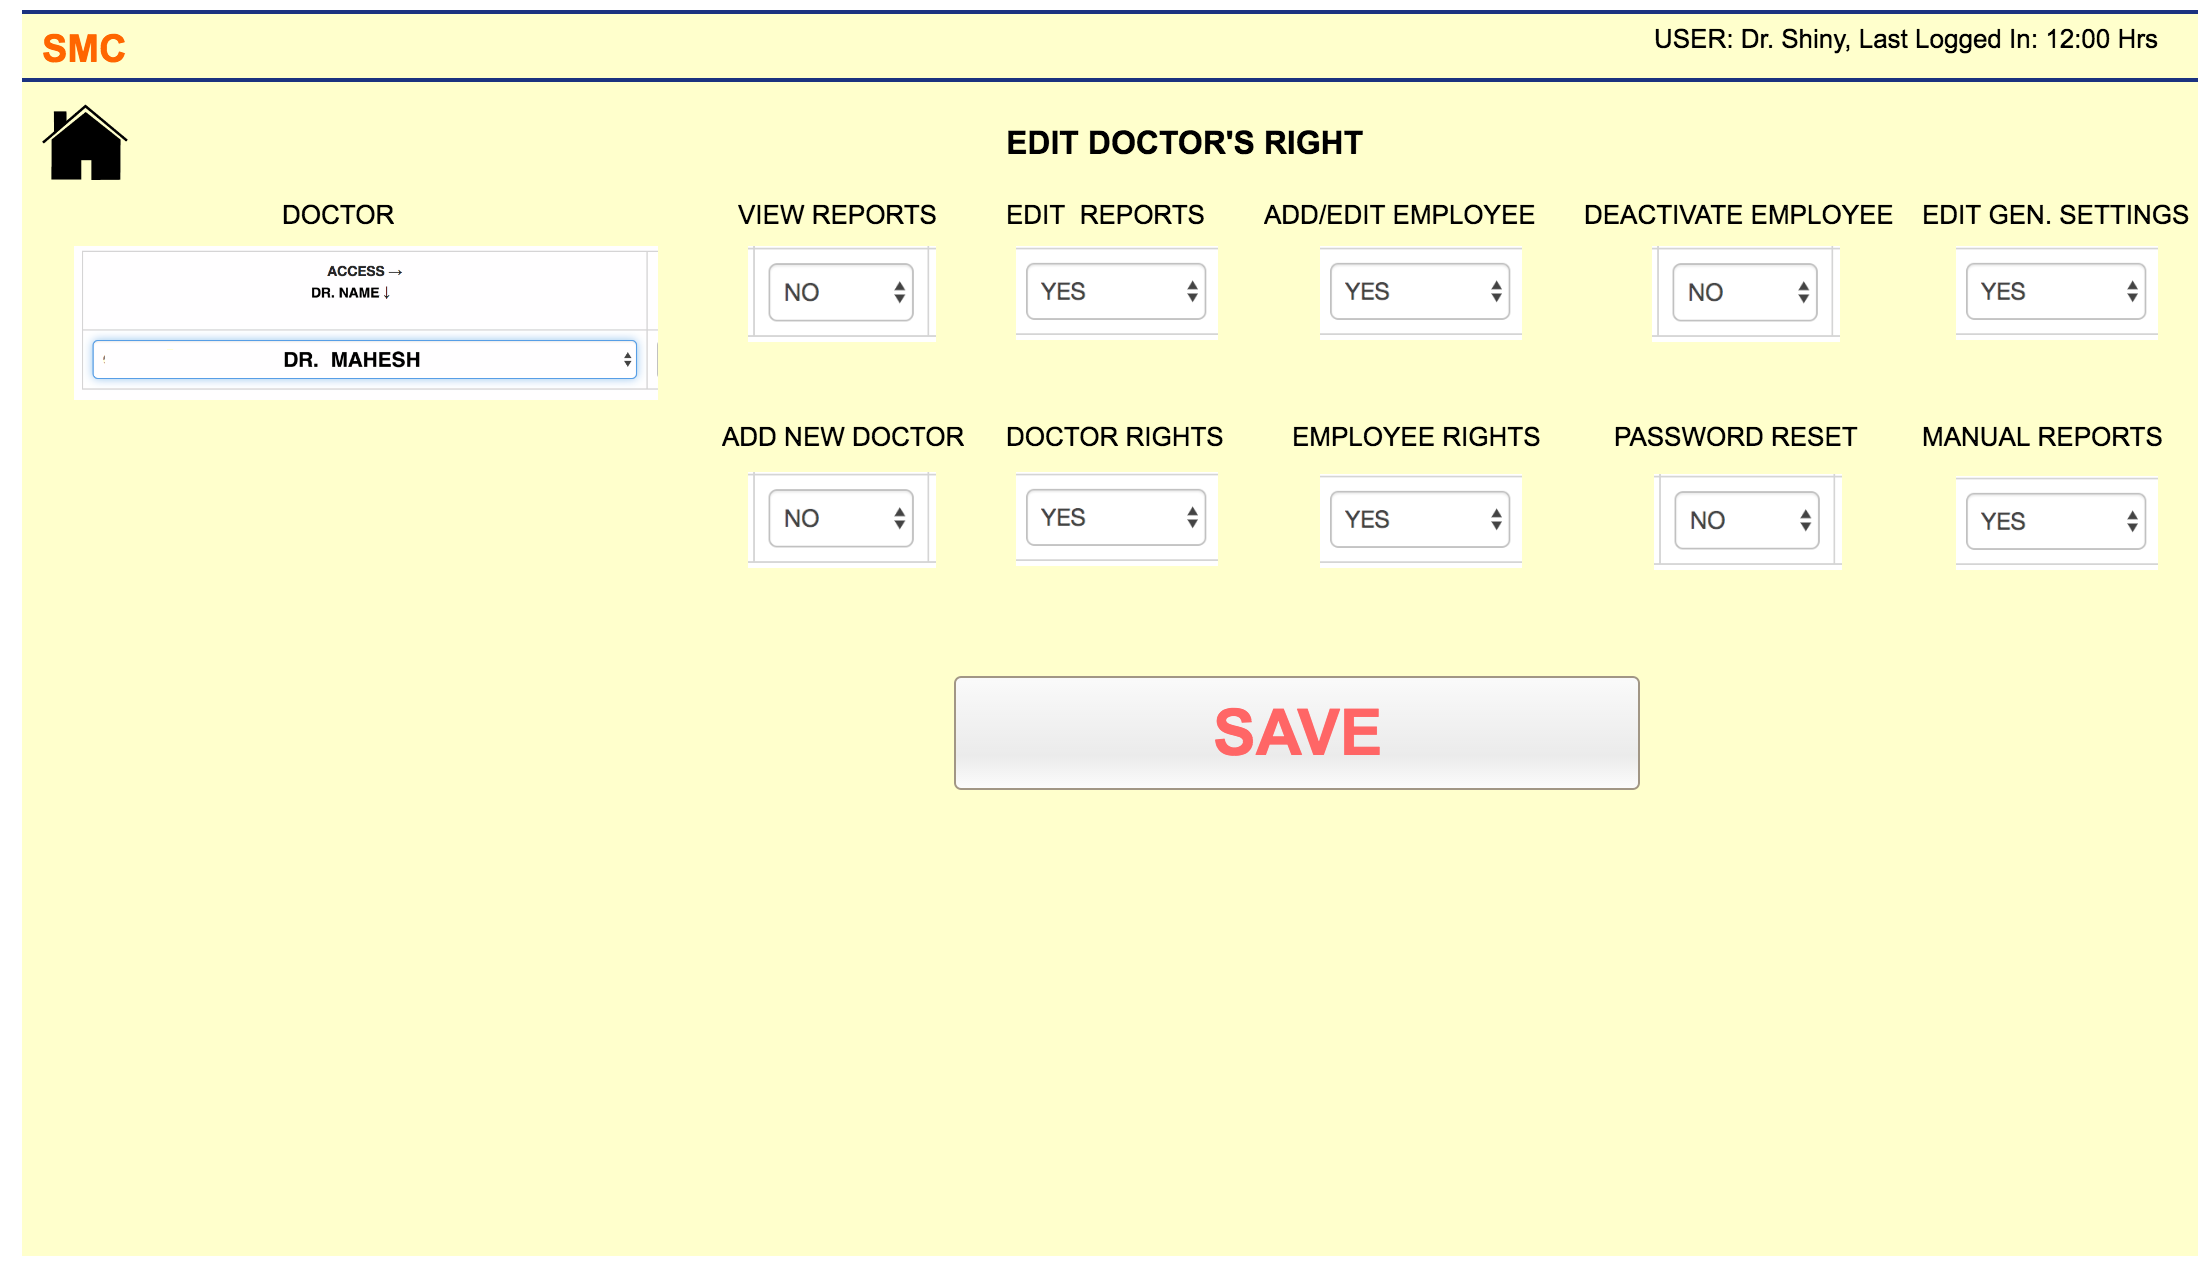 SMC
USER: Dr. Shiny, Last Logged In: 12:00 Hrs
EDIT DOCTOR'S RIGHT
DOCTOR
VIEW REPORTS
EDIT  REPORTS
ADD/EDIT EMPLOYEE
DEACTIVATE EMPLOYEE
EDIT GEN. SETTINGS
ACCESS→
DR. NAME↓
NO
YES
YES
NO
YES
DR.  MAHESH
ADD NEW DOCTOR
DOCTOR RIGHTS
EMPLOYEE RIGHTS
PASSWORD RESET
MANUAL REPORTS
NO
YES
YES
NO
YES
SAVE